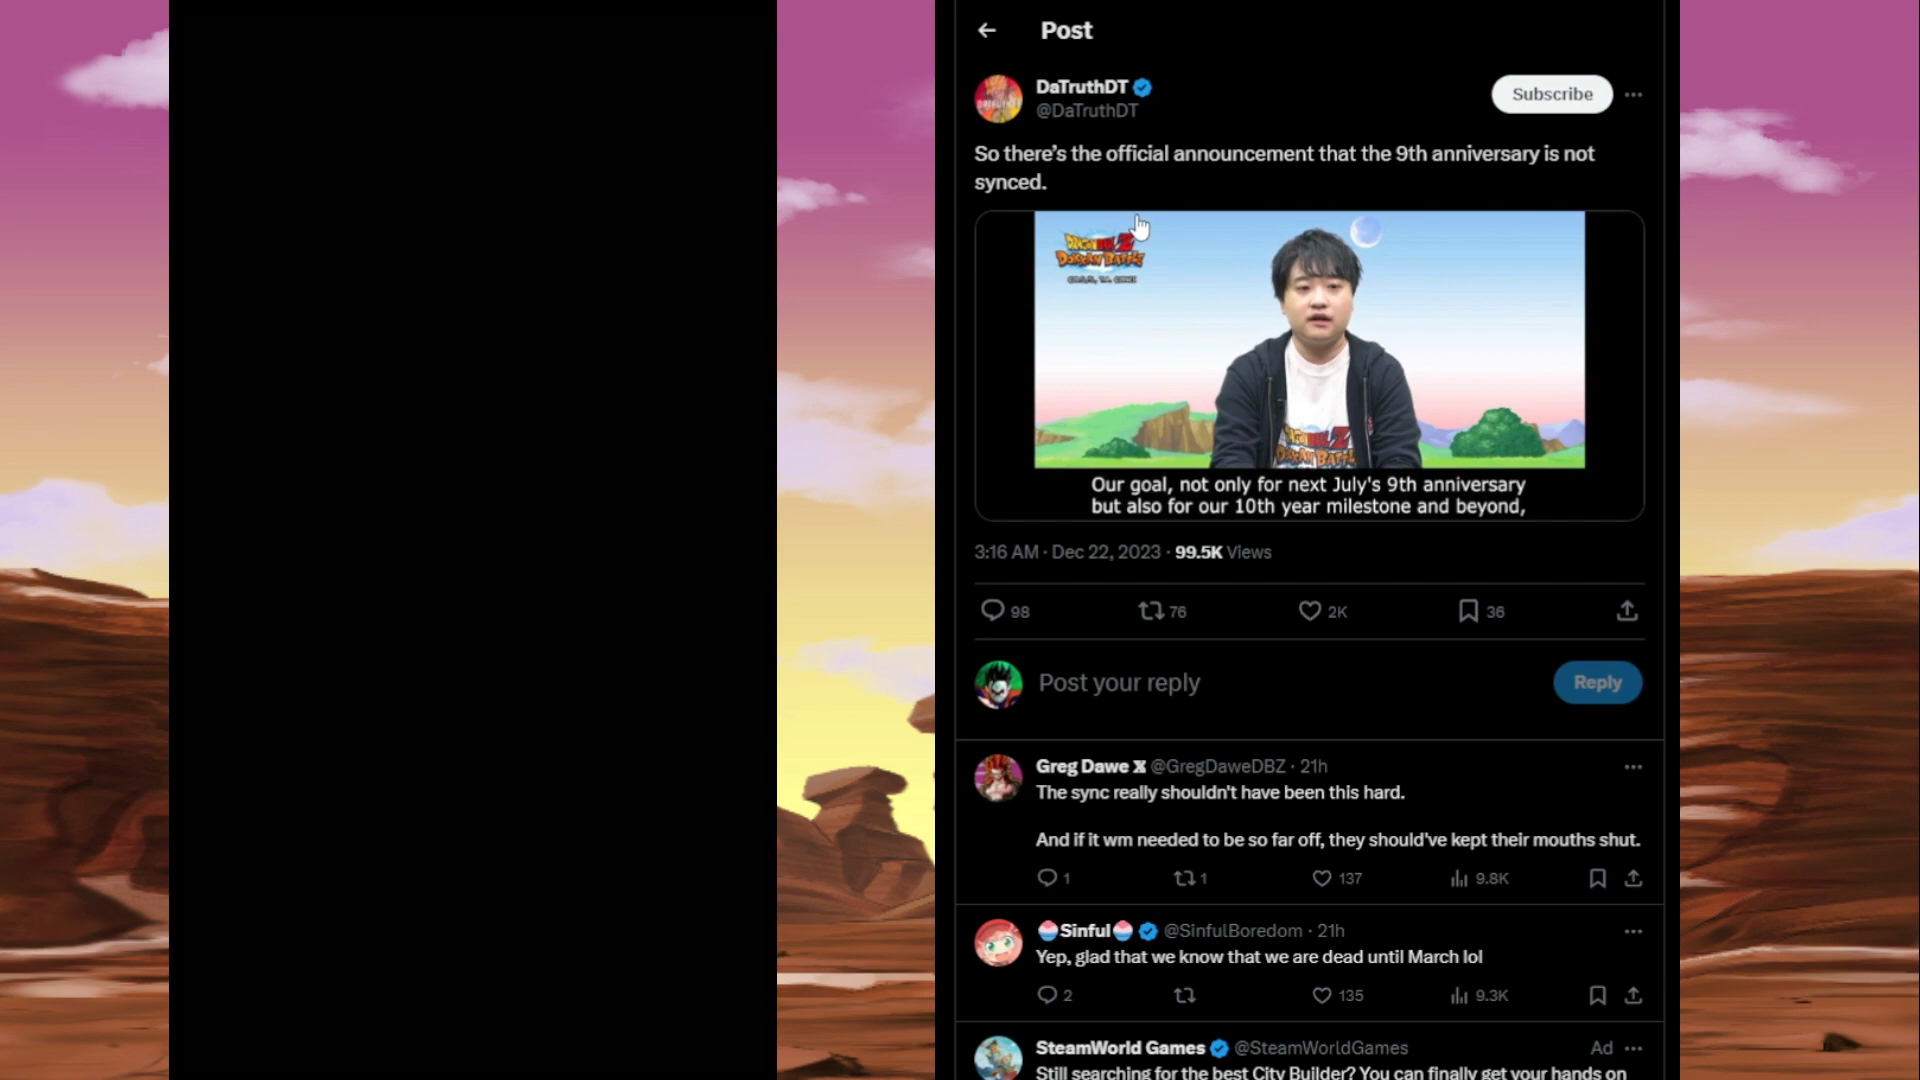 Post
DaTruthDT
@DaTruthDT
Subscribe
So there's the official announcement that the 9th anniversary is not
synced.
DRAGON BALL Z
DOKKAN BATTLE
Our goal, not only for next July's 9th anniversary
but also for our 10th year milestone and beyond,
3:16 AM · Dec 22, 2023 · 99.5K Views
98 76 2K 36
Post your reply
Reply
Greg Dawe @GregDaweDBZ · 21h
The sync really shouldn't have been this hard.
And if it wm needed to be so far off, they should've kept their mouths shut.
1 1 137 9.8K
Sinful @SinfulBoredom · 21h
Yep, glad that we know that we are dead until March lol
2 135 9.3K
SteamWorld Games @SteamWorldGames Ad
Still searching for the best City Builder? You can finally get your hands on